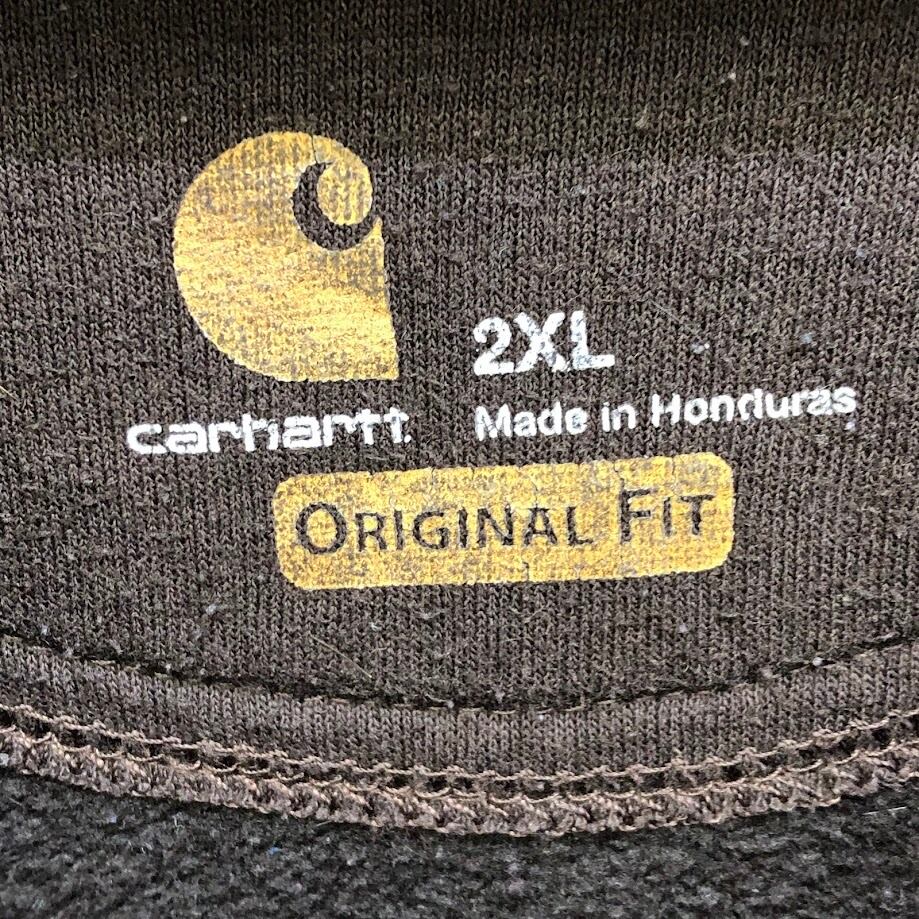 2XL
carhartt.
Made in Honduras
ORIGINAL FIT